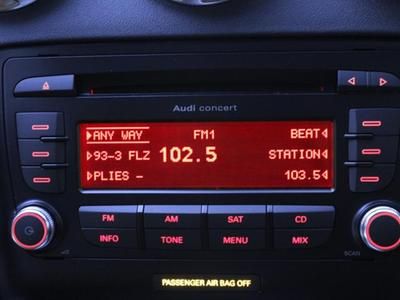 Audi concert
ANY WAY FM1 BEAT
93-3 FLZ 102.5 STATION
PLIES - 103.5
FM AM SAT CD
INFO TONE MENU MIX
SCAN
PASSENGER AIR BAG OFF